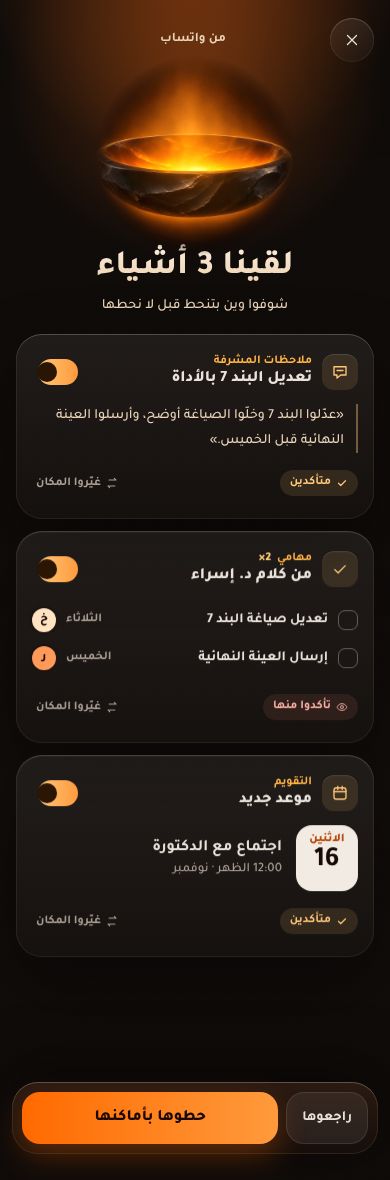 من واتساب
لقينا 3 أشياء
شوفوا وين بتنحط قبل لا نحطها
ملاحظات المشرفة
تعديل البند 7 بالأداة
«عدّلوا البند 7 وخلّوا الصياغة أوضح، وأرسلوا العينة
النهائية قبل الخميس.»
متأكدين
غيّروا المكان
مهامي ×2
من كلام د. إسراء
تعديل صياغة البند 7
الثلاثاء
خ
إرسال العينة النهائية
الخميس
ر
تأكدوا منها
غيّروا المكان
التقويم
موعد جديد
الاثنين
16
اجتماع مع الدكتورة
12:00 الظهر · نوفمبر
متأكدين
غيّروا المكان
راجعوها
حطوها بأماكنها